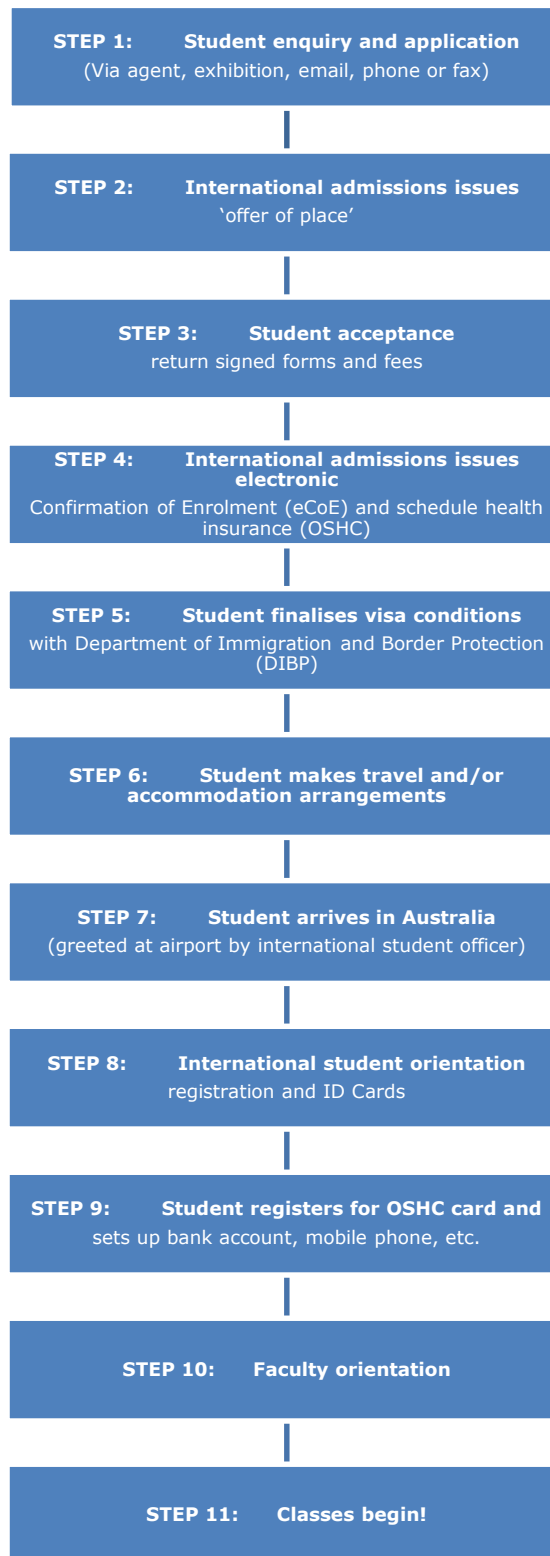 STEP 1: Student enquiry and application
(Via agent, exhibition, email, phone or fax)
STEP 2: International admissions issues
‘offer of place’
STEP 3: Student acceptance
return signed forms and fees
STEP 4: International admissions issues
electronic
Confirmation of Enrolment (eCoE) and schedule health
insurance (OSHC)
STEP 5: Student finalises visa conditions
with Department of Immigration and Border Protection
(DIBP)
STEP 6: Student makes travel and/or
accommodation arrangements
STEP 7: Student arrives in Australia
(greeted at airport by international student officer)
STEP 8: International student orientation
registration and ID Cards
STEP 9: Student registers for OSHC card and
sets up bank account, mobile phone, etc.
STEP 10: Faculty orientation
STEP 11: Classes begin!